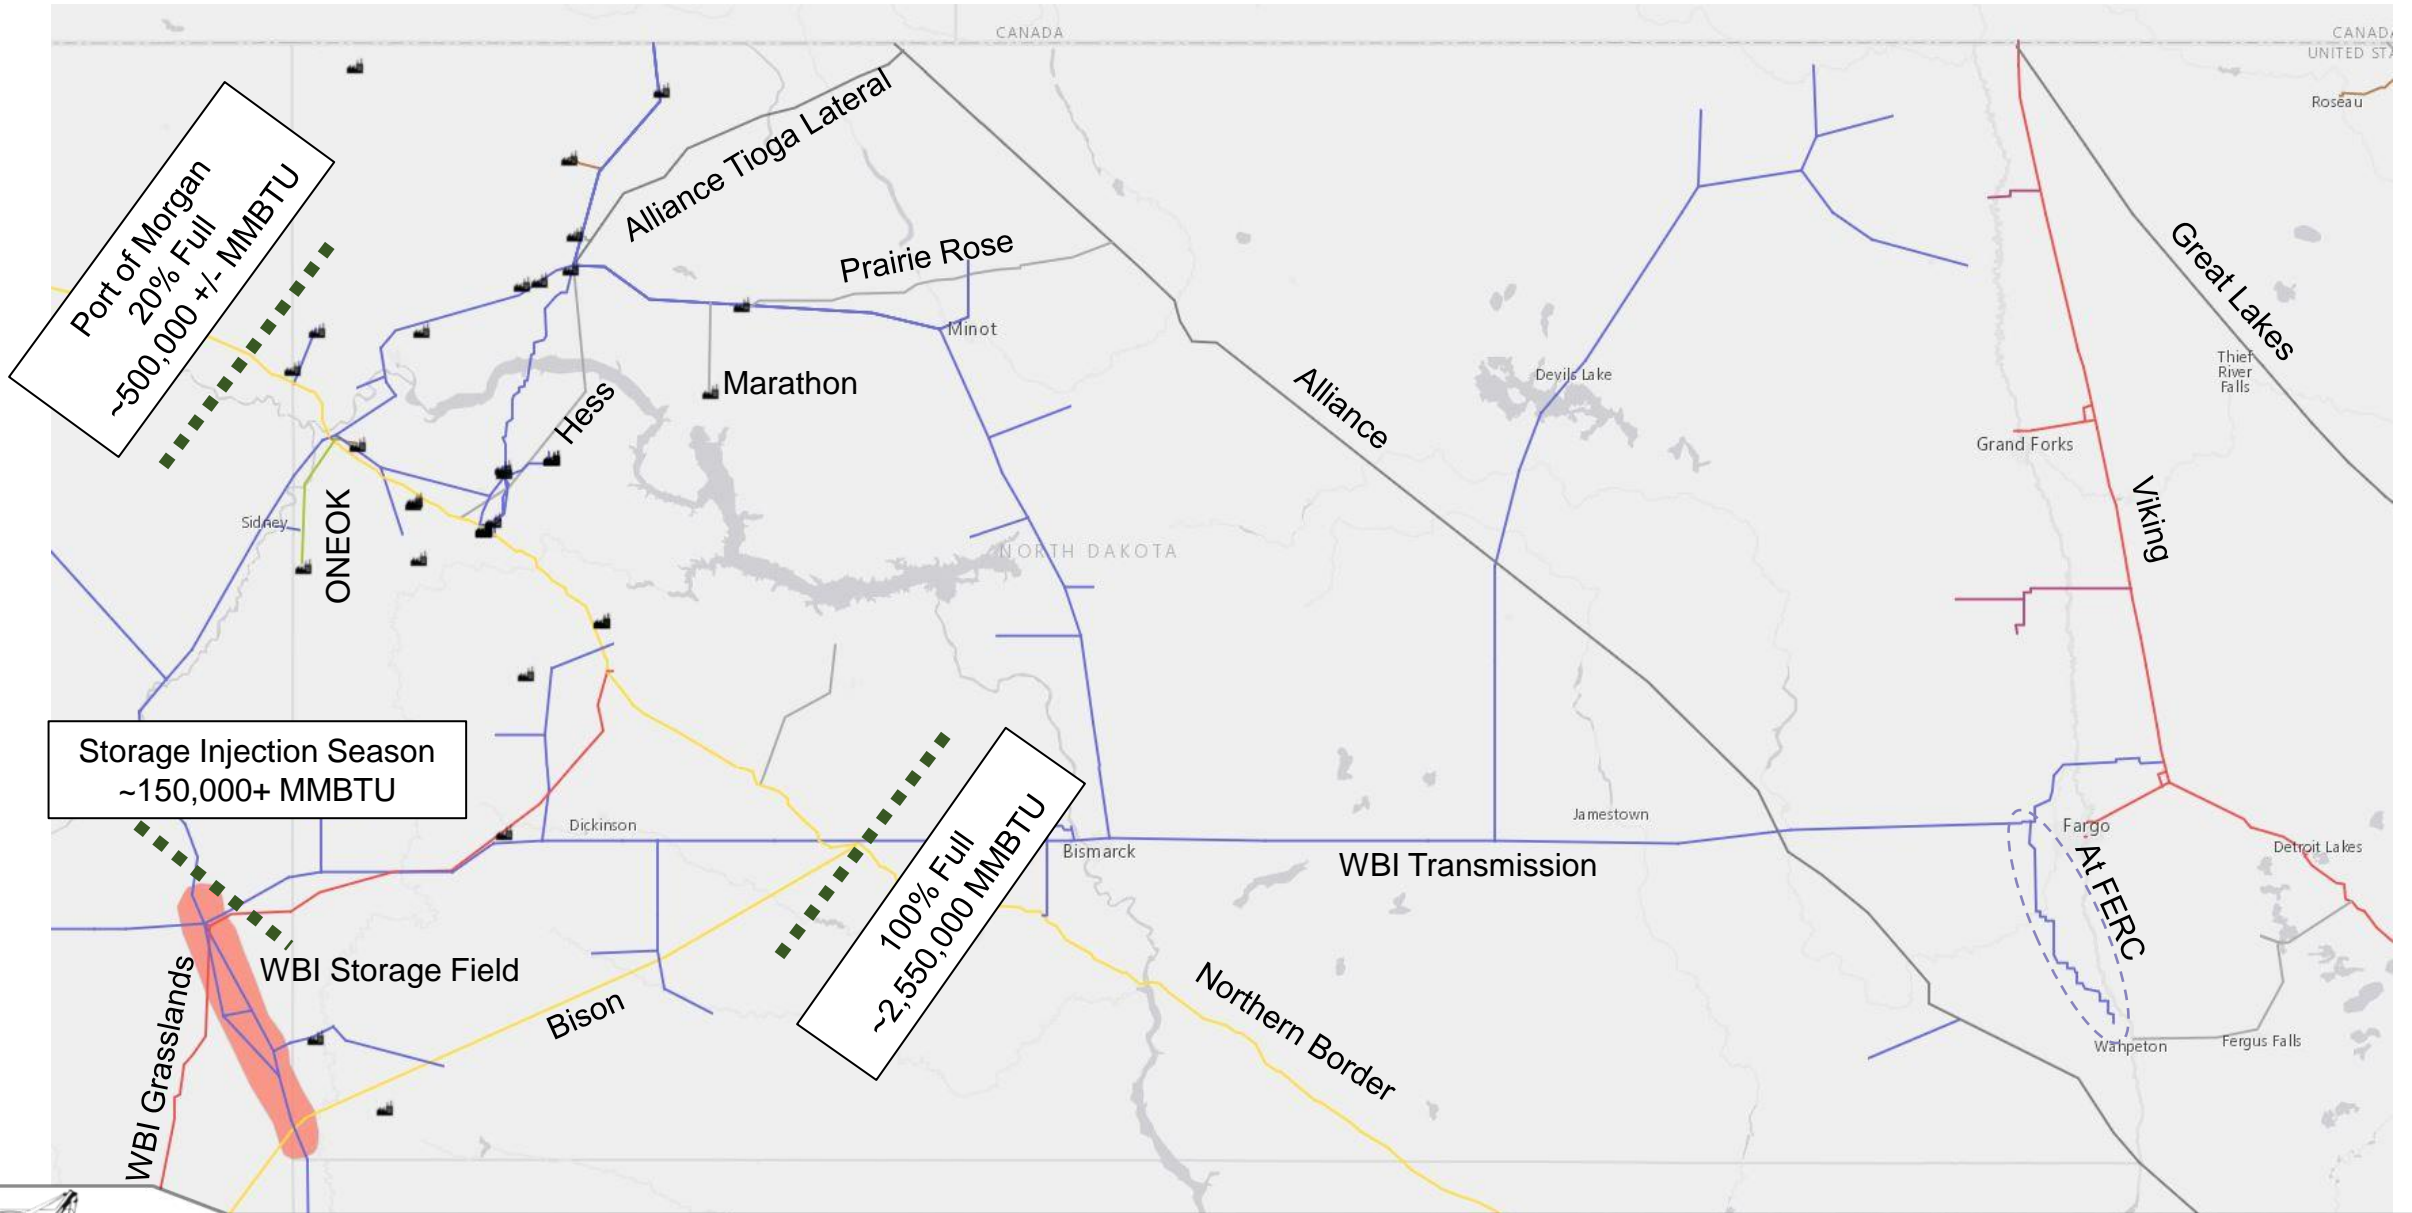 CANADA
CANADA
UNITED STA
Roseau
Alliance Tioga Lateral
Port of Morgan
20% Full
~500,000 +/- MMBTU
Prairie Rose
Great Lakes
Minot
Thief
River
Falls
Devils Lake
Marathon
Alliance
Hess
Grand Forks
Viking
Sidney
ONEOK
NORTH DAKOTA
Storage Injection Season
~150,000+ MMBTU
Dickinson
Jamestown
Fargo
Bismarck
Detroit Lakes
WBI Transmission
At FERC
100% Full
~2,550,000 MMBTU
WBI Storage Field
Bison
Northern Border
WBI Grasslands
Wahpeton
Fergus Falls